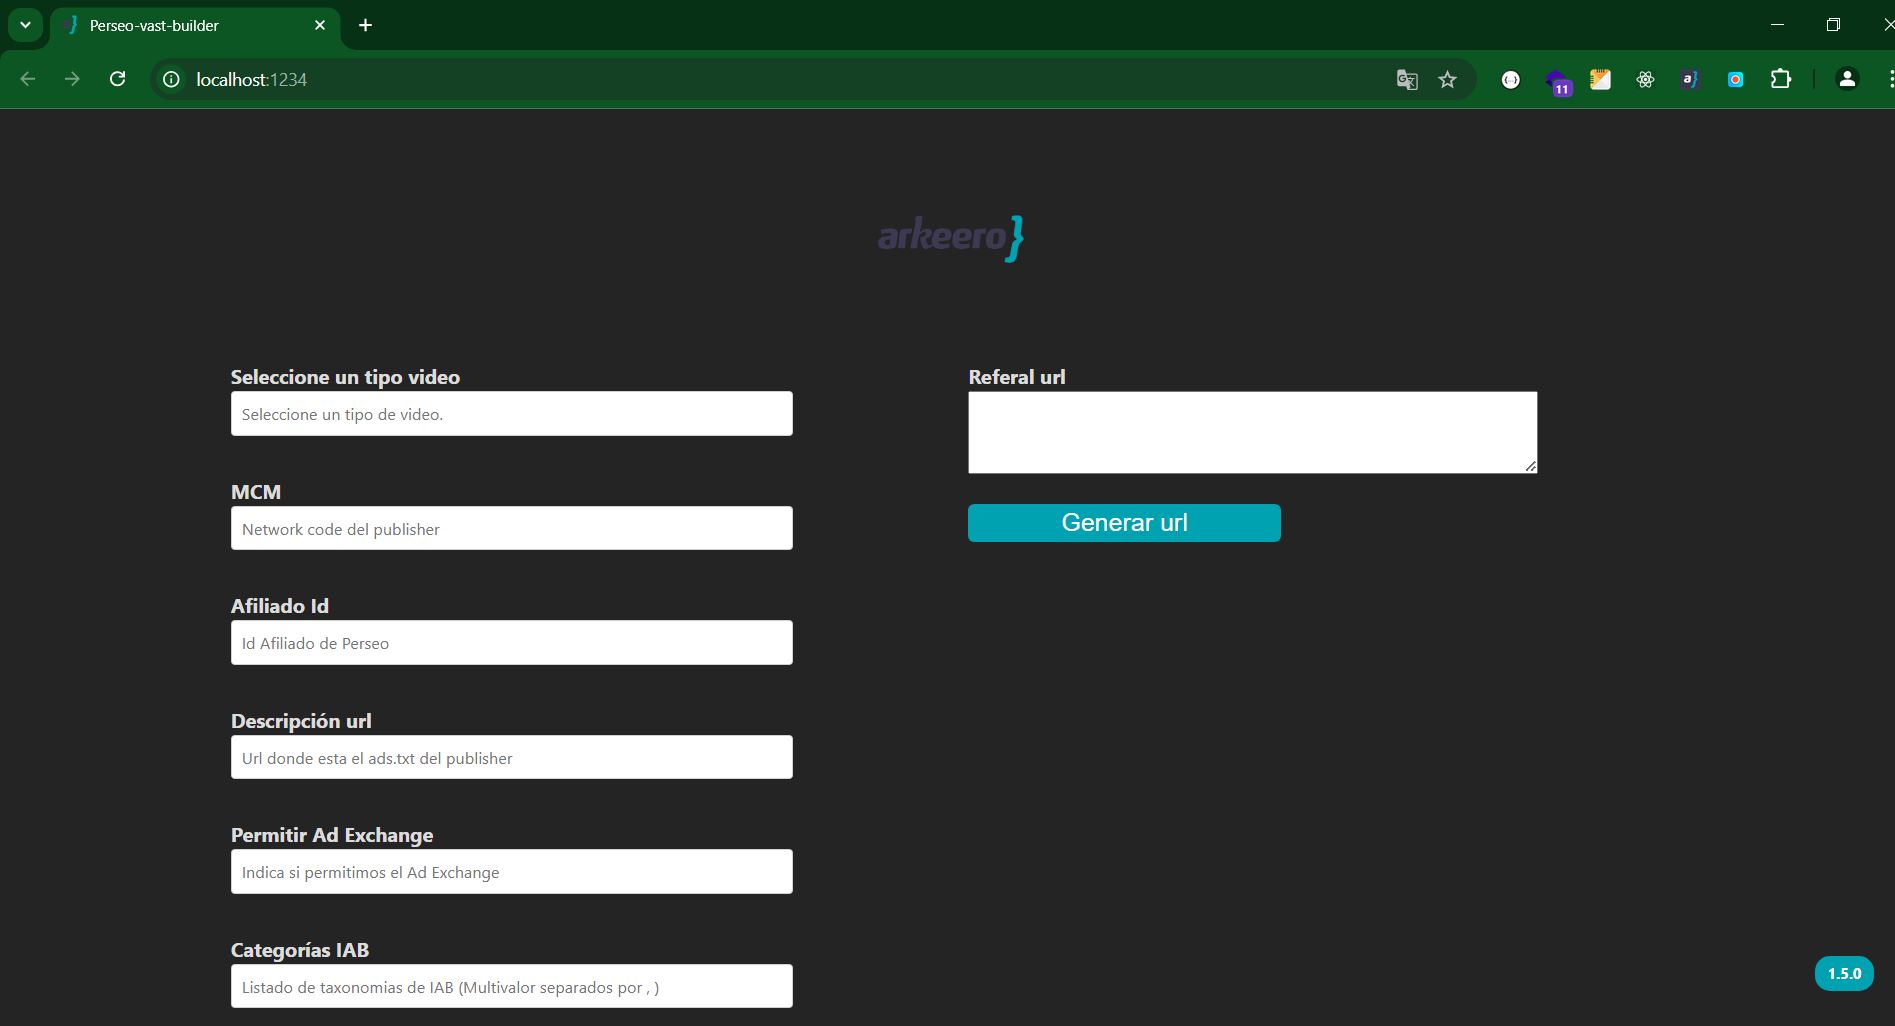 Perseo-vast-builder
localhost:1234
11
a}
arkeero}
Seleccione un tipo video
Seleccione un tipo de video.
MCM
Network code del publisher
Afiliado Id
Id Afiliado de Perseo
Descripción url
Url donde esta el ads.txt del publisher
Permitir Ad Exchange
Indica si permitimos el Ad Exchange
Categorías IAB
Listado de taxonomias de IAB (Multivalor separados por , )
Referal url
Generar url
1.5.0